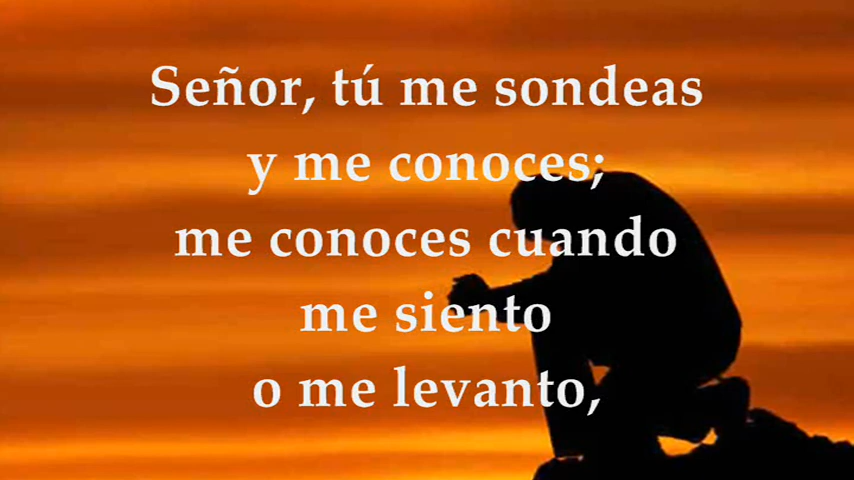 Señor, tú me sondeas
y me conoces;
me conoces cuando
me siento
o me levanto,